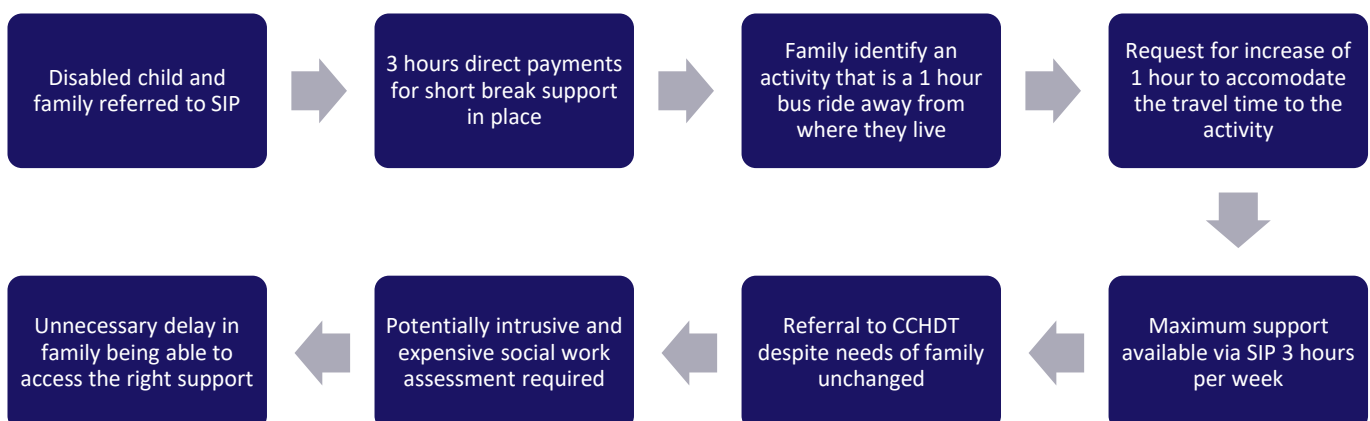 Disabled child and
family referred to SIP
3 hours direct payments
for short break support
in place
Family identify an
activity that is a 1 hour
bus ride away from
where they live
Request for increase of
1 hour to accomodate
the travel time to the
activity
Maximum support
available via SIP 3 hours
per week
Referral to CCHDT
despite needs of family
unchanged
Potentially intrusive and
expensive social work
assessment required
Unnecessary delay in
family being able to
access the right support